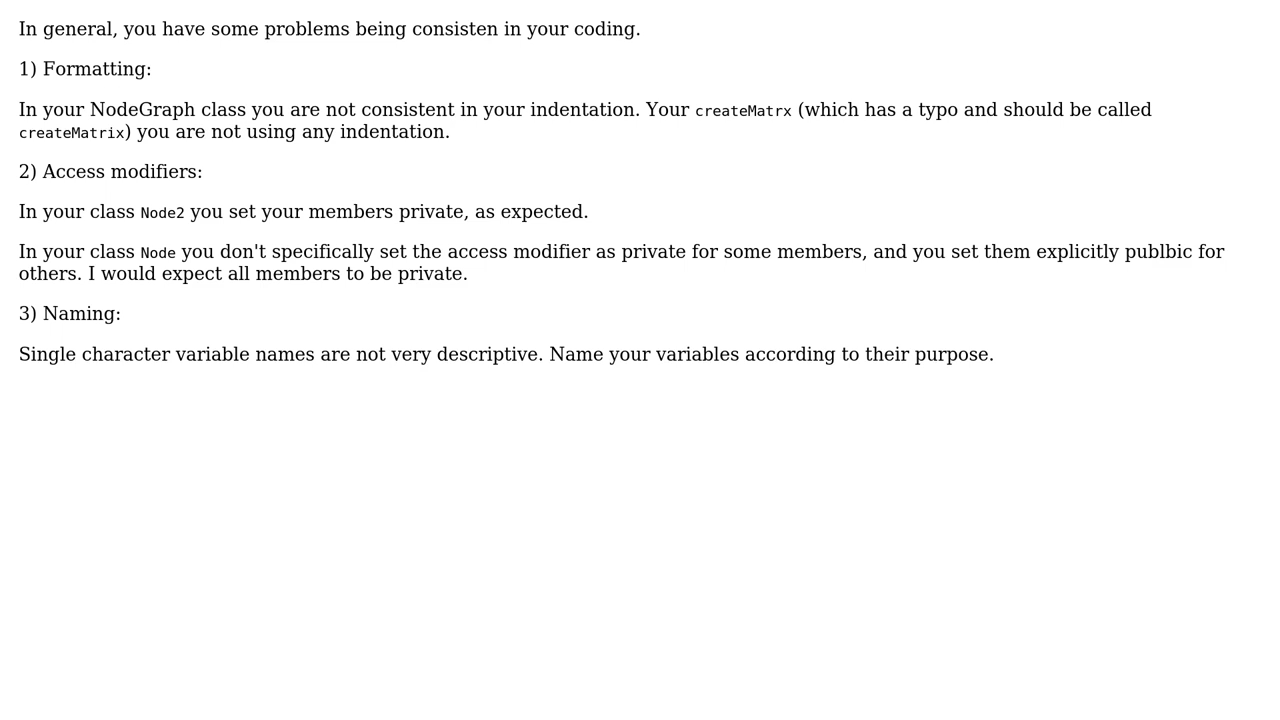 In general, you have some problems being consisten in your coding.
1) Formatting:
In your NodeGraph class you are not consistent in your indentation. Your createMatrx (which has a typo and should be called
createMatrix) you are not using any indentation.
2) Access modifiers:
In your class Node2 you set your members private, as expected.
In your class Node you don't specifically set the access modifier as private for some members, and you set them explicitly publbic for
others. I would expect all members to be private.
3) Naming:
Single character variable names are not very descriptive. Name your variables according to their purpose.